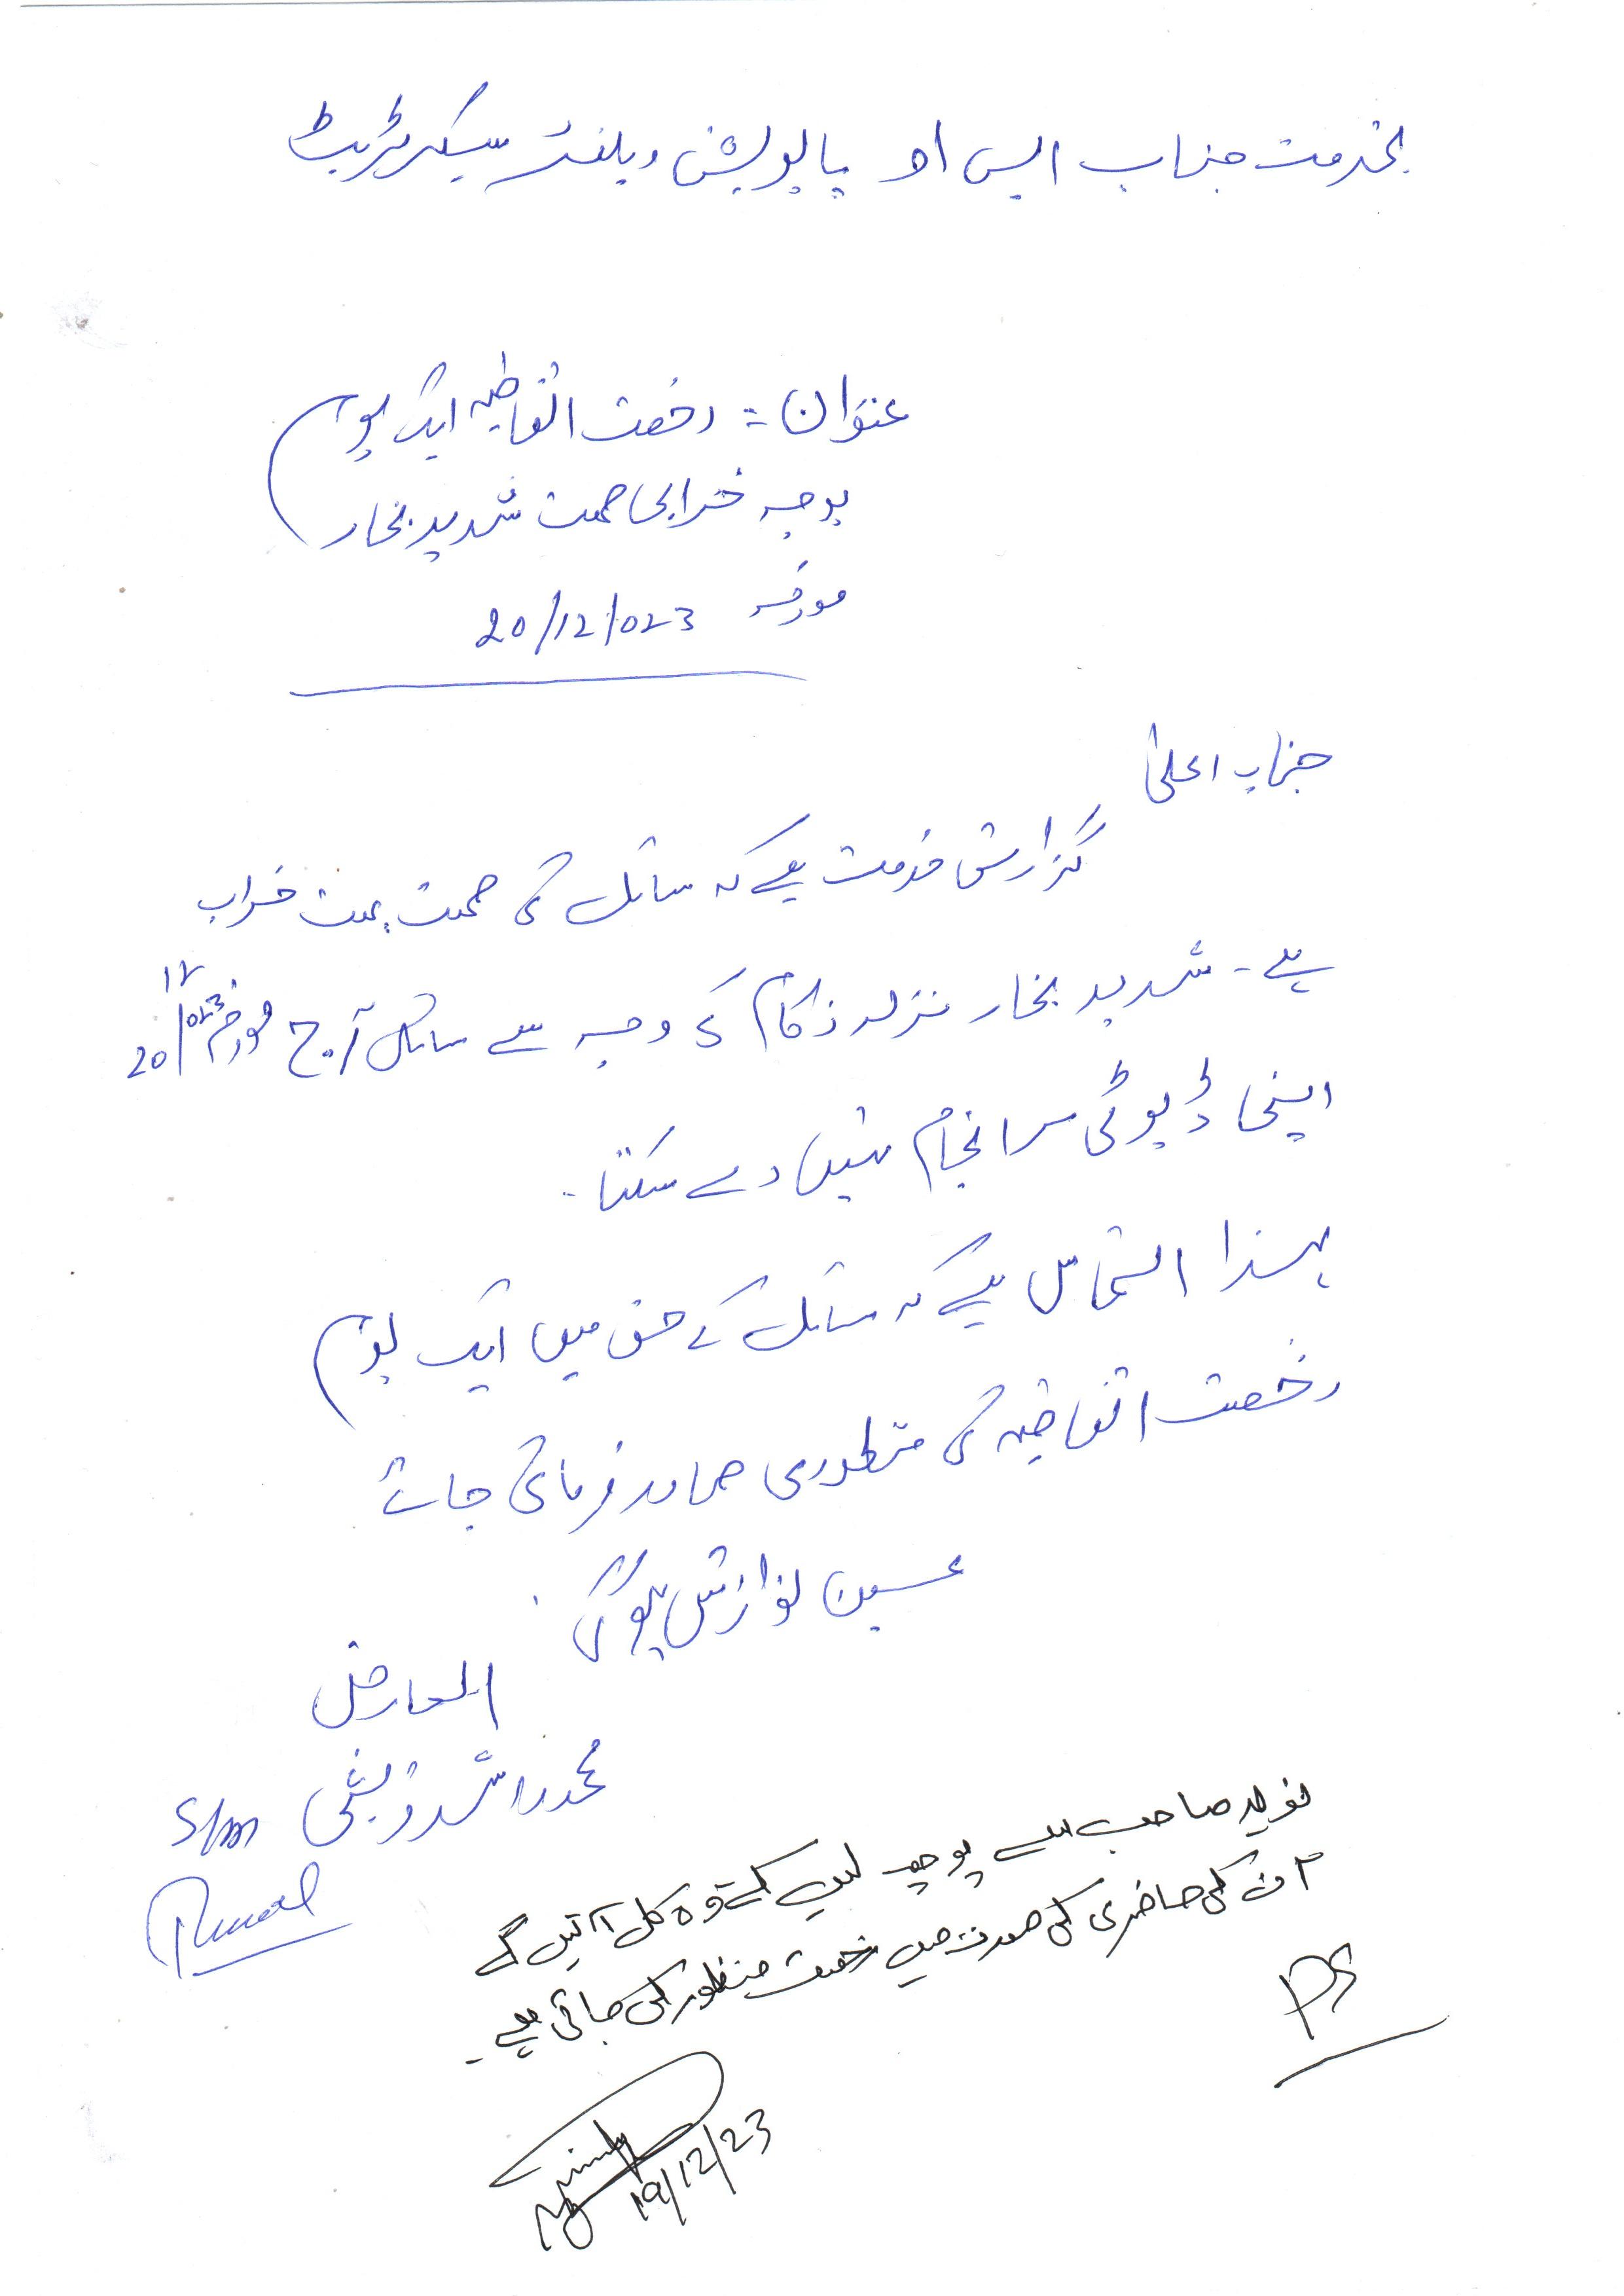 بخدمت جناب ایس او پاپولیشن ویلفئر سیکریٹریٹ
عنوان = رخصت اتفاقیہ ایک یوم
بوجہ خرابی صحت شدید بخار
مورخہ 20/12/023
جناب اعلیٰ
گزارش خدمت ہے کہ سائل کی صحت بہت خراب
ہے - شدید بخار نزلہ زکام کی وجہ سے سائل آج مورخہ 20/12/023
اپنی ڈیوٹی سرانجام نہیں دے سکتا۔
لہذا التماس ہے کہ سائل کے حق میں ایک یوم
رخصت اتفاقیہ کی منظوری صادر فرمائی جائے
عین نوازش ہوگی۔
العارض
محمد راشد قریشی
نوید صاحب سے پوچھ لیں کے وہ کل آئیں گے
ان کی حاضری کی صورت میں رخصت منظور کی جاتی ہے۔
PS
19/12/23